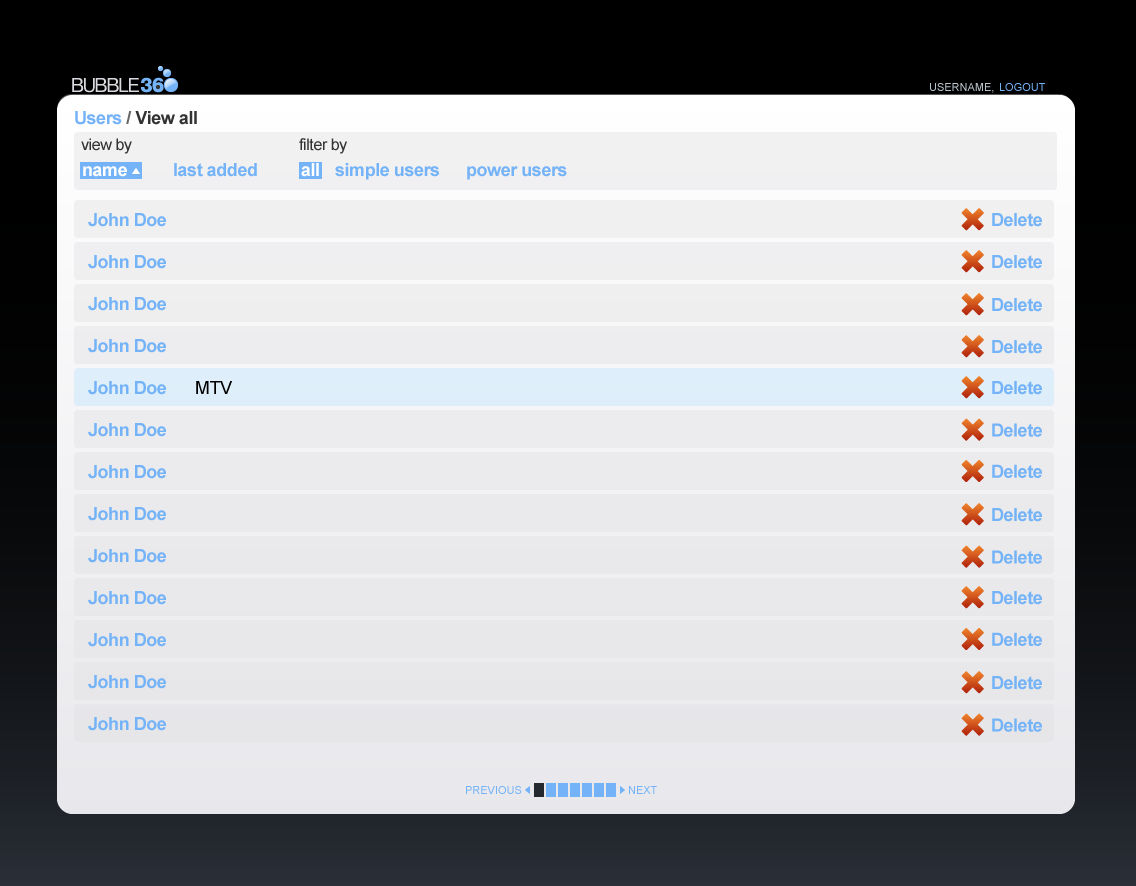 BUBBLE36
USERNAME, LOGOUT
Users / View all
view by filter by
name last added all simple users power users
John Doe Delete
John Doe Delete
John Doe Delete
John Doe Delete
John Doe MTV Delete
John Doe Delete
John Doe Delete
John Doe Delete
John Doe Delete
John Doe Delete
John Doe Delete
John Doe Delete
John Doe Delete
PREVIOUS NEXT